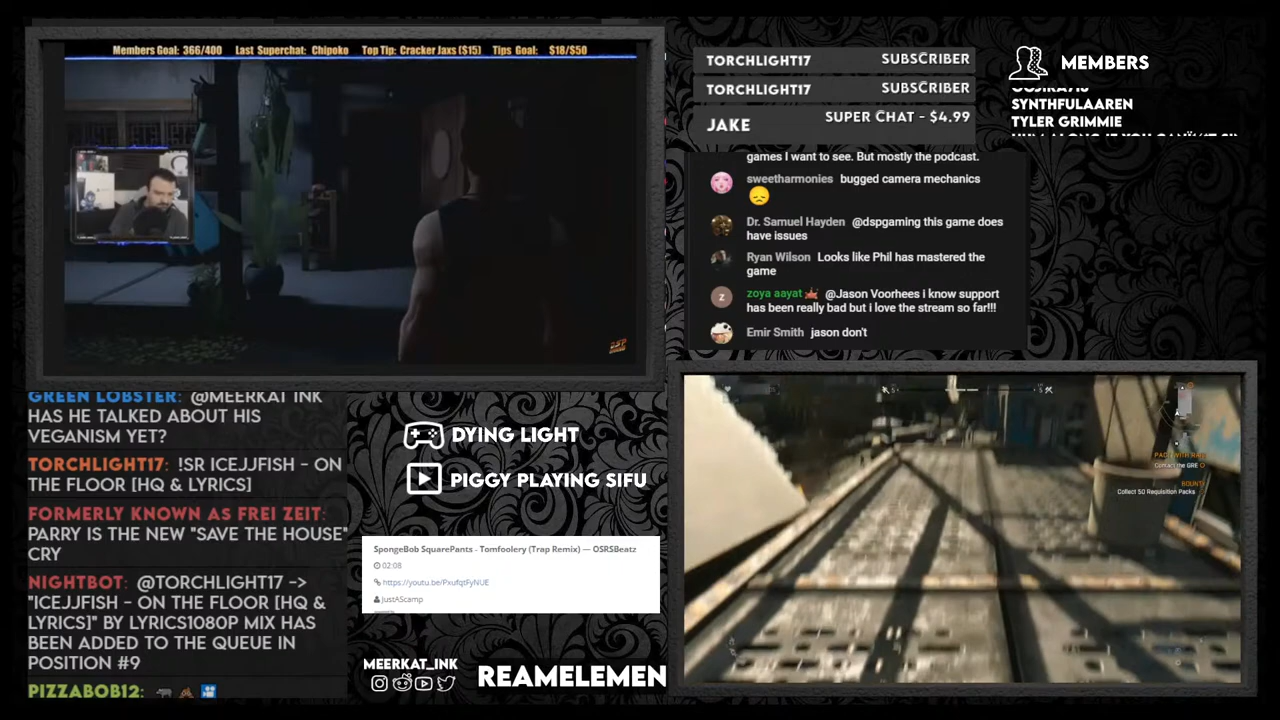 Members Goal: 366/400 Last Superchat: Chipoko Top Tip: Cracker Jaxs ($15) Tips Goal: $18/$50
DSP
TORCHLIGHT17 SUBSCRIBER
TORCHLIGHT17 SUBSCRIBER
JAKE SUPER CHAT - $4.99
MEMBERS
SYNTHFULAAREN
TYLER GRIMMIE
games I want to see. But mostly the podcast.
sweetharmonies bugged camera mechanics
Dr. Samuel Hayden @dspgaming this game does
have issues
Ryan Wilson Looks like Phil has mastered the
game
zoya aayat @Jason Voorhees i know support
has been really bad but i love the stream so far!!!
Emir Smith jason don't
GREEN LOBSTER: @MEERKAT INK
HAS HE TALKED ABOUT HIS
VEGANISM YET?
TORCHLIGHT17: !SR ICEJJFISH - ON
THE FLOOR [HQ & LYRICS]
FORMERLY KNOWN AS FREI ZEIT:
PARRY IS THE NEW "SAVE THE HOUSE"
CRY
NIGHTBOT: @TORCHLIGHT17 ->
"ICEJJFISH - ON THE FLOOR [HQ &
LYRICS]" BY LYRICS1080P MIX HAS
BEEN ADDED TO THE QUEUE IN
POSITION #9
PIZZABOB12:
DYING LIGHT
PIGGY PLAYING SIFU
SpongeBob SquarePants - Tomfoolery (Trap Remix) — OSRSBeatz
02:08
https://youtu.be/PxufqtFyNUE
JustAScamp
MEERKAT_INK
REAMELEMEN
Contact the GRE
BOUNT
Collect 50 Requisition Packs